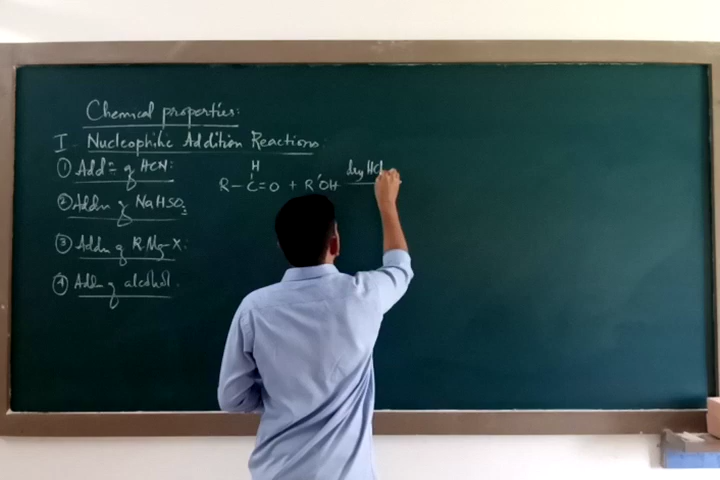 Chemical properties:
I. Nucleophilic Addition Reactions
① Addn of HCN:
② Addn of NaHSO3
③ Addn of R-Mg-X:
④ Addn of alcohol.
H
R-C=O + R'OH dry HCl